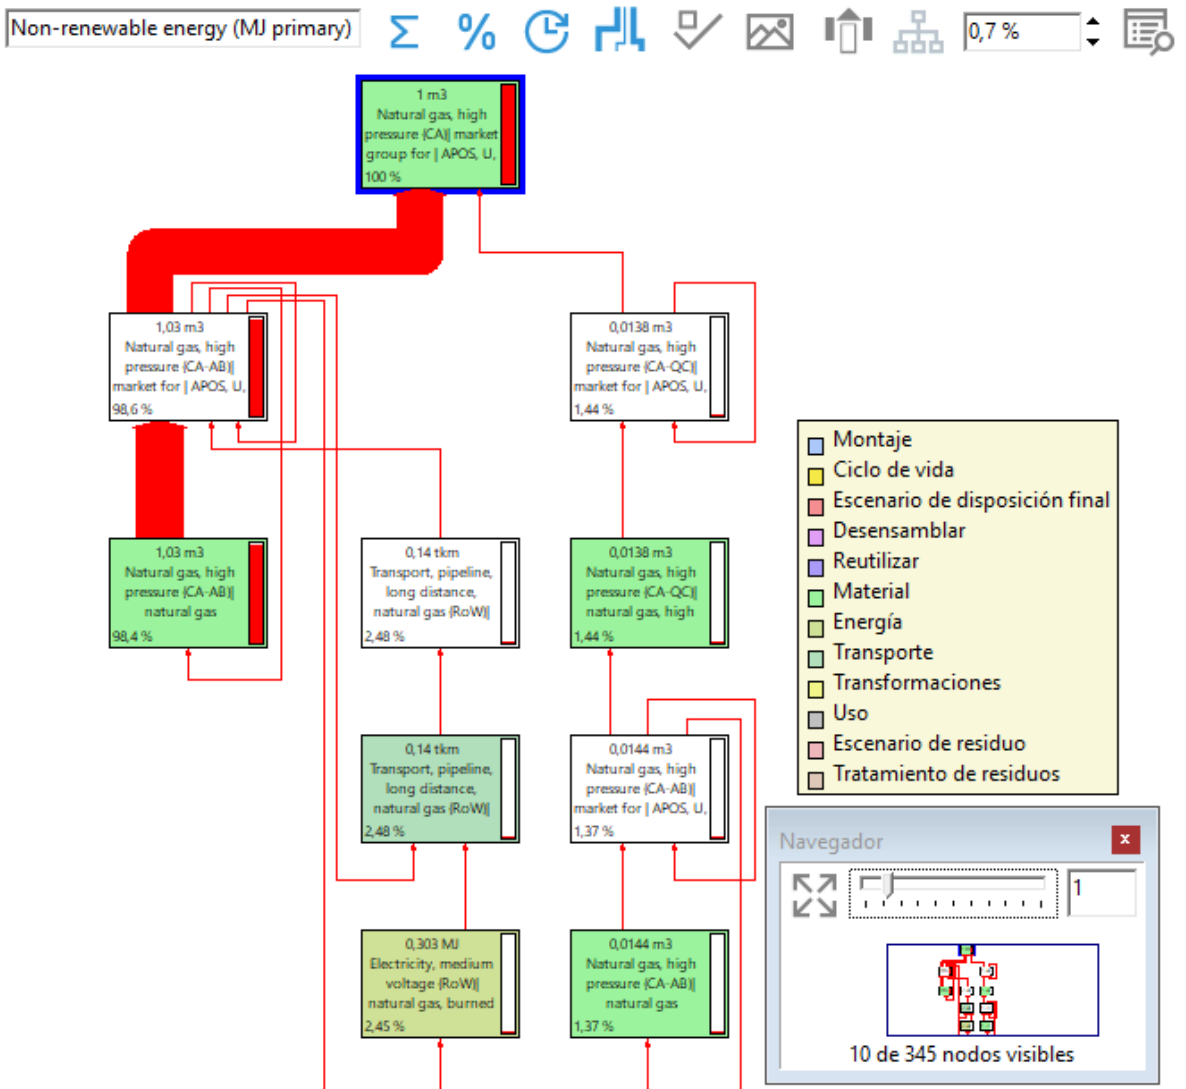 Non-renewable energy (MJ primary)
0,7 %
1 m3
Natural gas, high
pressure {CA}| market
group for | APOS, U,
100 %
1,03 m3
Natural gas, high
pressure {CA-AB}|
market for | APOS, U,
98,6 %
0,0138 m3
Natural gas, high
pressure {CA-QC}|
market for | APOS, U,
1,44 %
1,03 m3
Natural gas, high
pressure {CA-AB}|
natural gas
98,4 %
0,14 tkm
Transport, pipeline,
long distance,
natural gas {RoW}|
2,48 %
0,0138 m3
Natural gas, high
pressure {CA-QC}|
natural gas, high
1,44 %
0,14 tkm
Transport, pipeline,
long distance,
natural gas {RoW}|
2,48 %
0,0144 m3
Natural gas, high
pressure {CA-AB}|
market for | APOS, U,
1,37 %
0,303 MJ
Electricity, medium
voltage {RoW}|
natural gas, burned
2,45 %
0,0144 m3
Natural gas, high
pressure {CA-AB}|
natural gas
1,37 %
Montaje
Ciclo de vida
Escenario de disposición final
Desensamblar
Reutilizar
Material
Energía
Transporte
Transformaciones
Uso
Escenario de residuo
Tratamiento de residuos
Navegador
x
1
10 de 345 nodos visibles